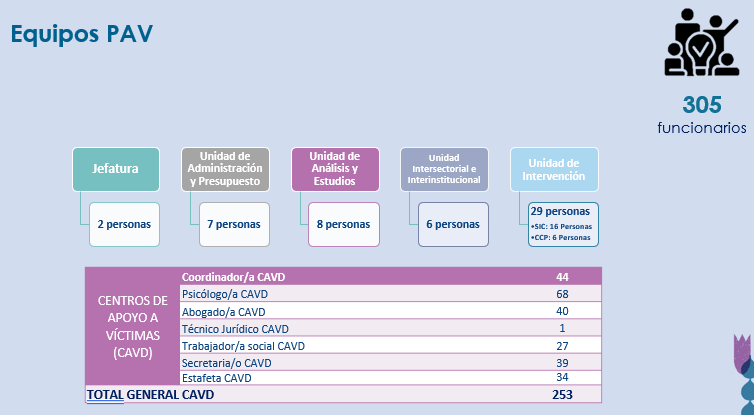 Equipos PAV
305
funcionarios
Jefatura
2 personas
Unidad de
Administración
y Presupuesto
7 personas
Unidad de
Análisis y
Estudios
8 personas
Unidad
Intersectorial e
Interinstitucional
6 personas
Unidad de
Intervención
29 personas
•SIC: 16 Personas
•CCP: 6 Personas
CENTROS DE
APOYO A
VÍCTIMAS
(CAVD)
Coordinador/a CAVD 44
Psicólogo/a CAVD 68
Abogado/a CAVD 40
Técnico Jurídico CAVD 1
Trabajador/a social CAVD 27
Secretaria/o CAVD 39
Estafeta CAVD 34
TOTAL GENERAL CAVD 253